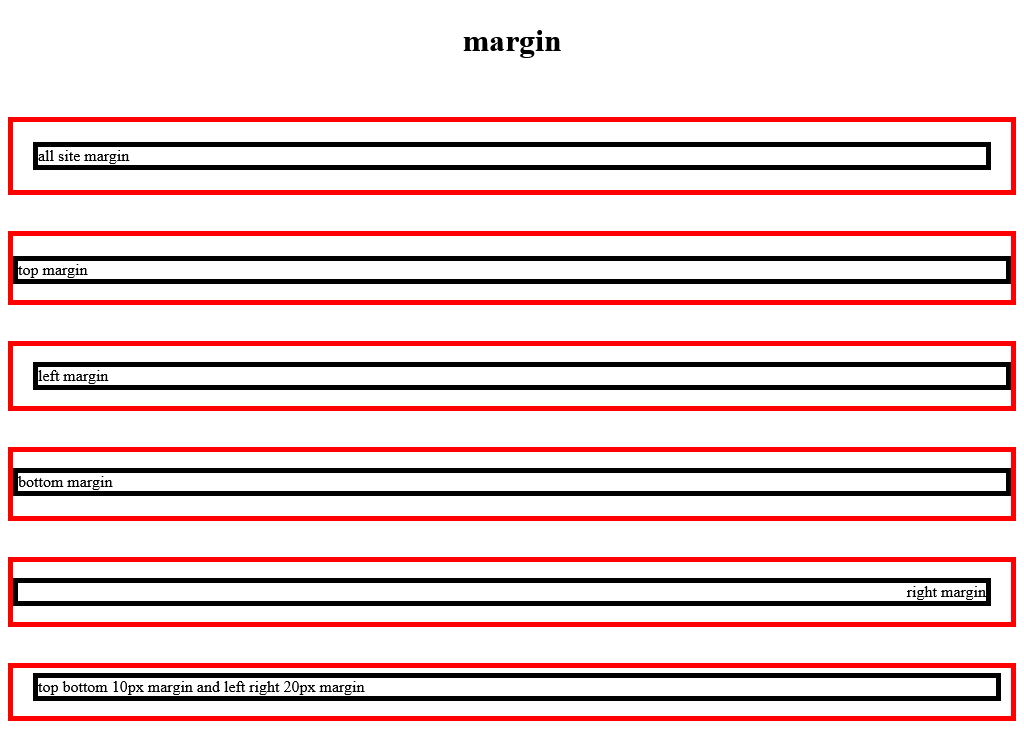 margin
all site margin
top margin
left margin
bottom margin
right margin
top bottom 10px margin and left right 20px margin